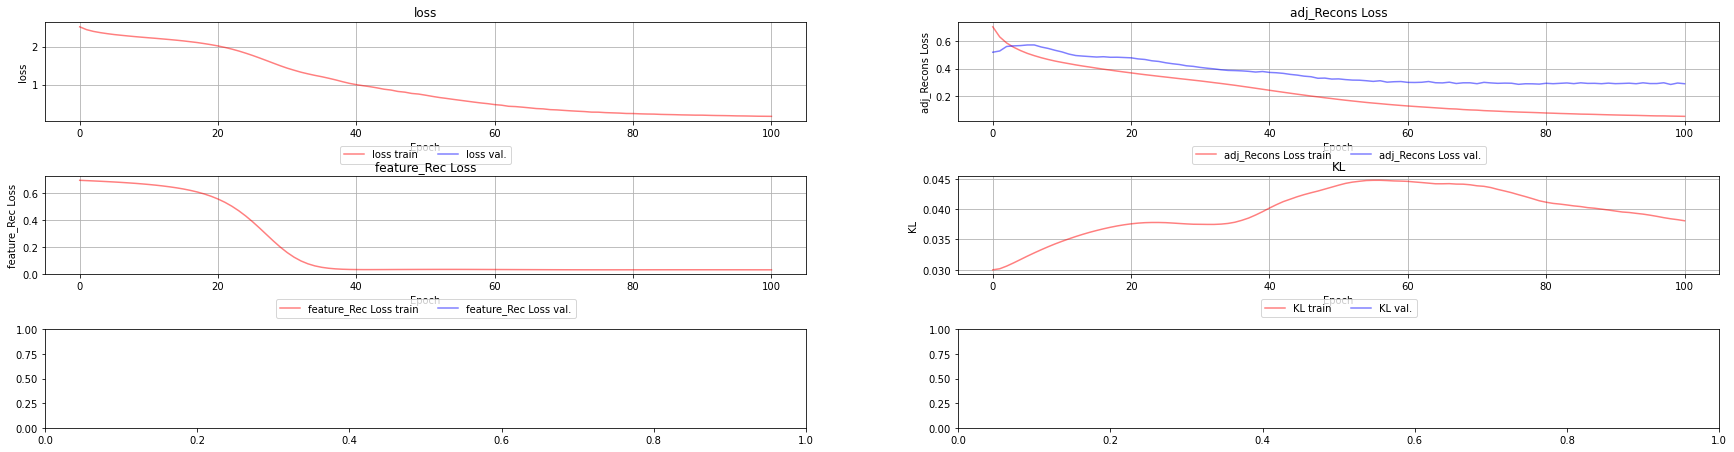 loss
loss
2
1
0 20 40 60 80 100
Epoch
loss train loss val.
adj_Recons Loss
adj_Recons Loss
0.6
0.4
0.2
0 20 40 60 80 100
Epoch
adj_Recons Loss train adj_Recons Loss val.
feature_Rec Loss
feature_Rec Loss
0.6
0.4
0.2
0.0
0 20 40 60 80 100
Epoch
feature_Rec Loss train feature_Rec Loss val.
KL
KL
0.045
0.040
0.035
0.030
0 20 40 60 80 100
Epoch
KL train KL val.
1.00
0.75
0.50
0.25
0.00
0.0 0.2 0.4 0.6 0.8 1.0
1.00
0.75
0.50
0.25
0.00
0.0 0.2 0.4 0.6 0.8 1.0